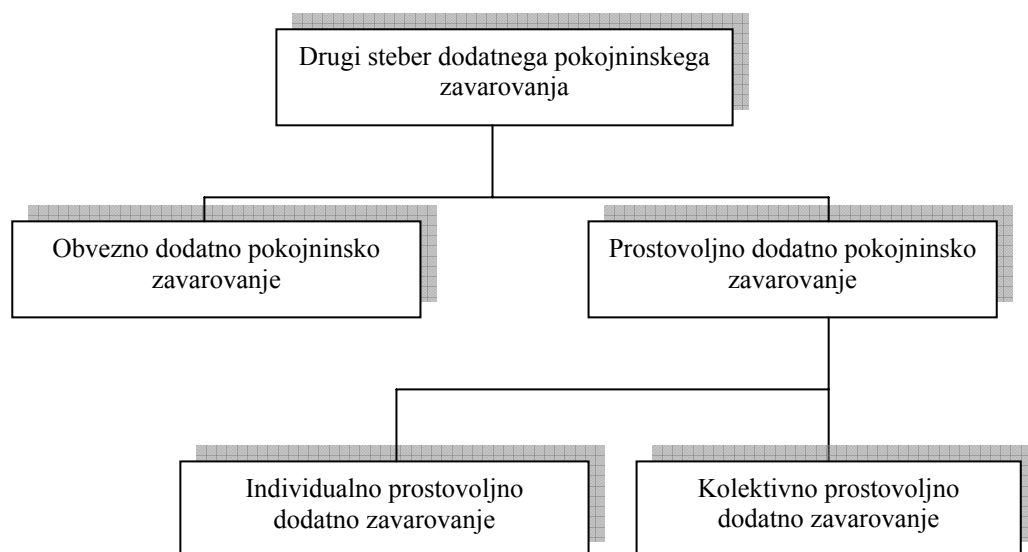 Drugi steber dodatnega pokojninskega
zavarovanja
Obvezno dodatno pokojninsko
zavarovanje
Prostovoljno dodatno pokojninsko
zavarovanje
Individualno prostovoljno
dodatno zavarovanje
Kolektivno prostovoljno
dodatno zavarovanje